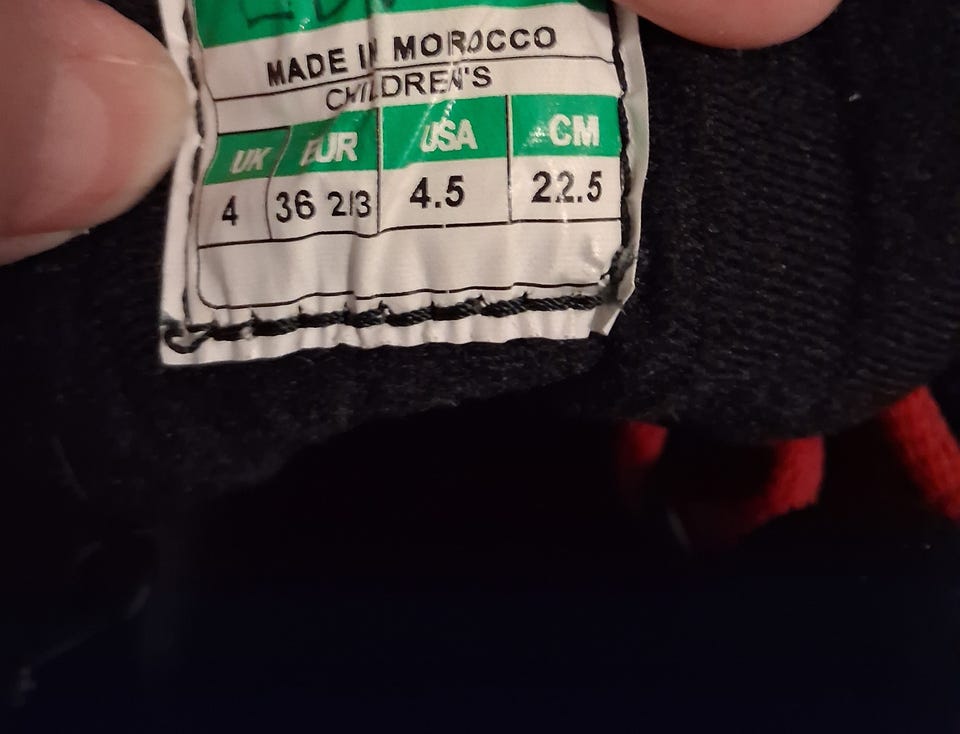 MADE IN MOROCCO
CHILDREN'S
UK EUR USA CM
4 36 2/3 4.5 22.5